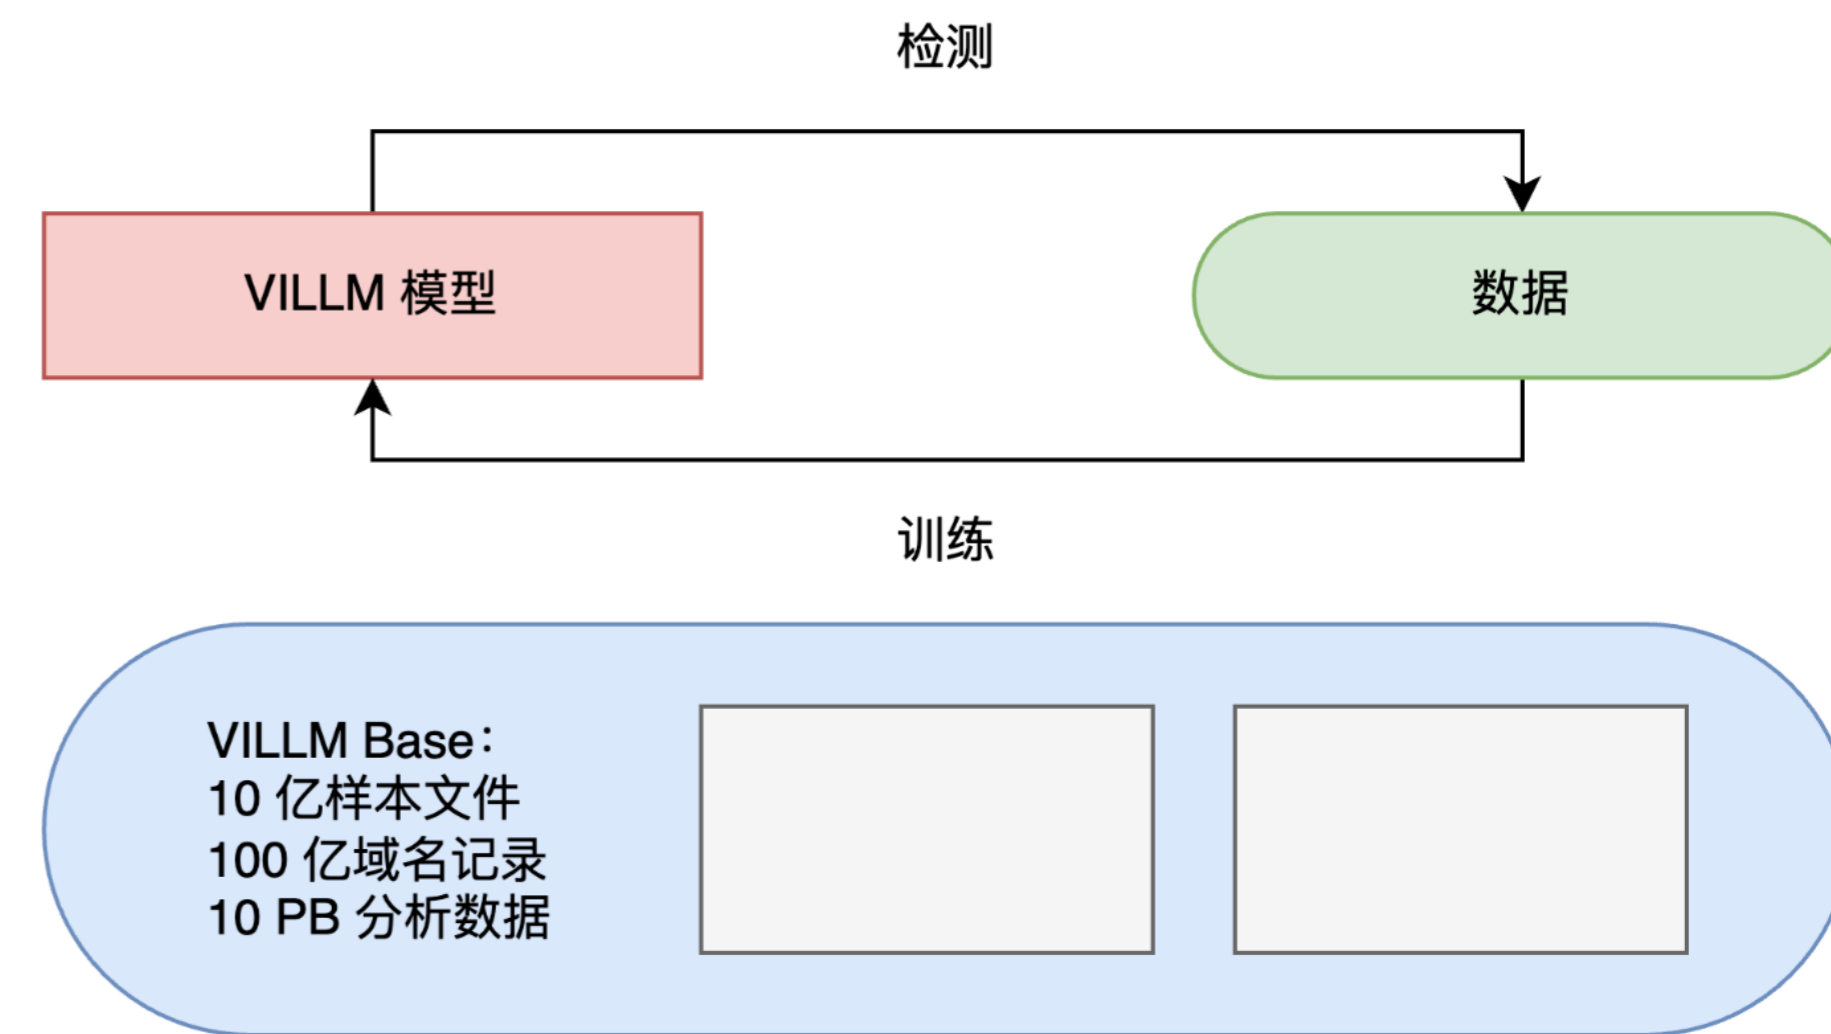 检测
VILLM 模型
数据
训练
VILLM Base：
10 亿样本文件
100 亿域名记录
10 PB 分析数据